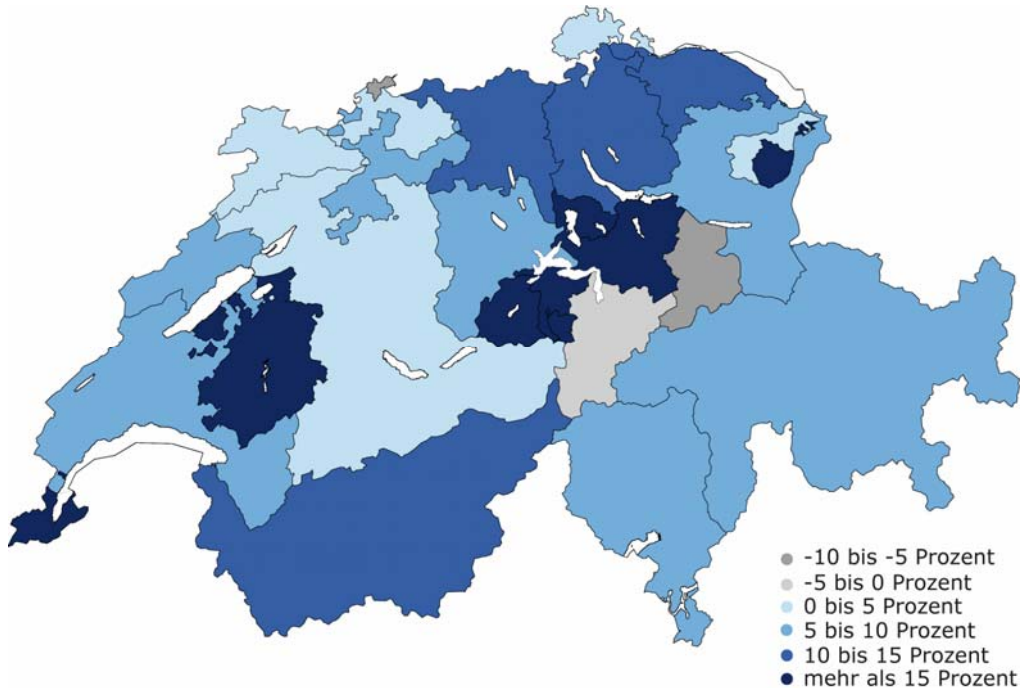 -10 bis -5 Prozent
-5 bis 0 Prozent
0 bis 5 Prozent
5 bis 10 Prozent
10 bis 15 Prozent
mehr als 15 Prozent